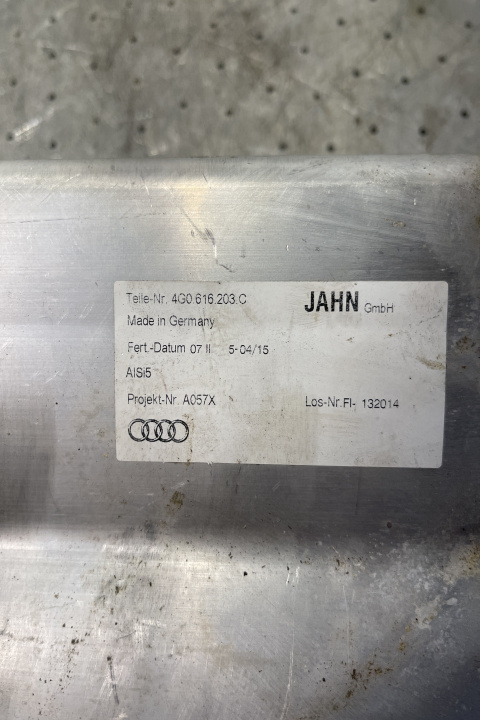 Teile-Nr. 4G0 616 203 C
JAHN GmbH
Made in Germany
Fert.-Datum 07 II 5-04/15
AlSi5
Projekt-Nr. A057X
Los-Nr.FI- 132014